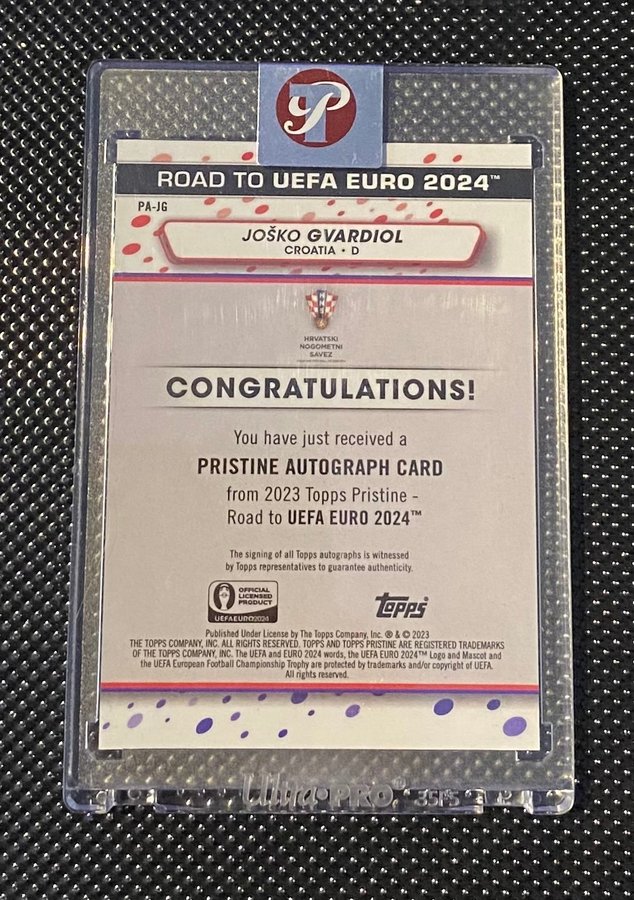 ROAD TO UEFA EURO 2024™
PA-JG
JOŠKO GVARDIOL
CROATIA • D
HRVATSKI
NOGOMETNI
SAVEZ
CONGRATULATIONS!
You have just received a
PRISTINE AUTOGRAPH CARD
from 2023 Topps Pristine -
Road to UEFA EURO 2024™
The signing of all Topps autographs is witnessed
by Topps representatives to guarantee authenticity.
OFFICIAL
LICENSED
PRODUCT
UEFAEURO2024
Topps®
Published Under License by The Topps Company, Inc. ® & © 2023
THE TOPPS COMPANY, INC. ALL RIGHTS RESERVED. TOPPS AND TOPPS PRISTINE ARE REGISTERED TRADEMARKS
OF THE TOPPS COMPANY, INC. The UEFA and EURO 2024 words, the UEFA EURO 2024™ Logo and Mascot and
the UEFA European Football Championship Trophy are protected by trademarks and/or copyright of UEFA.
All rights reserved.
Ultra•PRO® 35PS